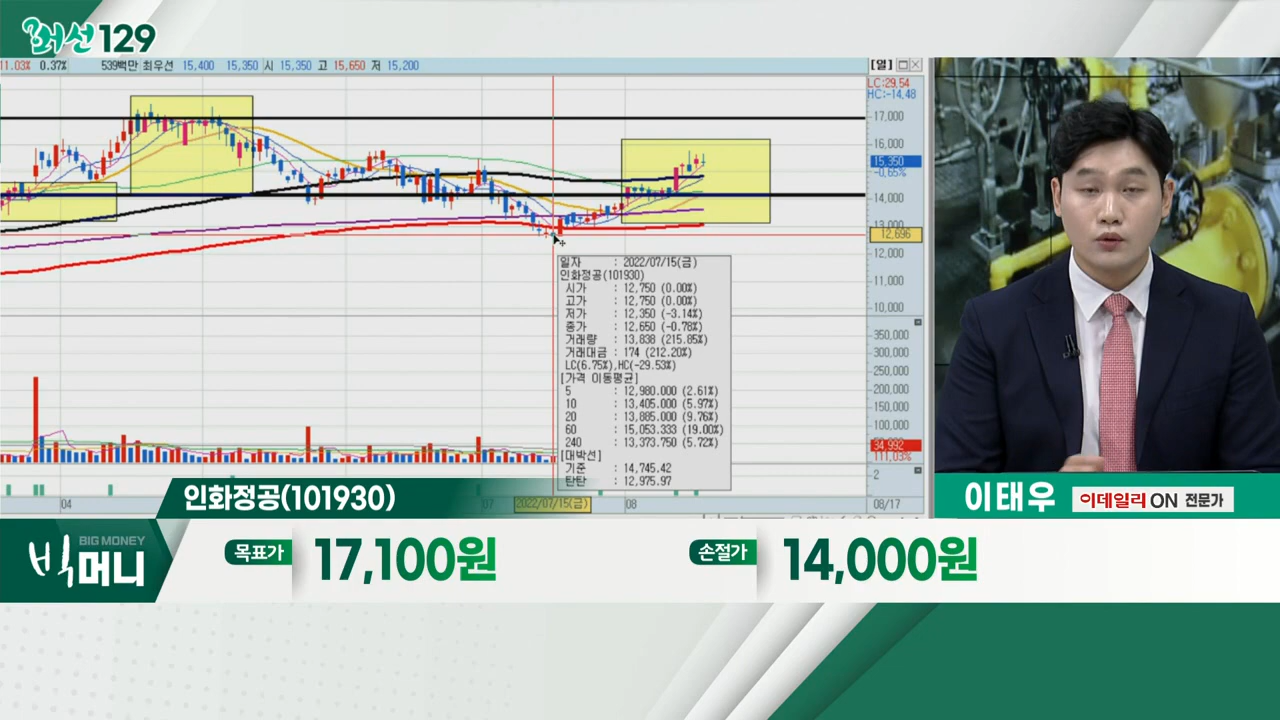 최선129
11.03% 0.37% 539백만 최우선 15,400 15,350 시 15,350 고 15,650 저 15,200
[일]
LC:29.54
HC:-14.48
17,000
16,000
15,350
-0.65%
14,000
13,000
12,696
12,000
11,000
10,000
일자 : 2022/07/15(금)
인화정공(101930)
시가 : 12,750 (0.00%)
고가 : 12,750 (0.00%)
저가 : 12,350 (-3.14%)
종가 : 12,650 (-0.78%)
거래량 : 13,838 (215.85%)
거래대금 : 174 (212.20%)
LC(6.75%),HC(-29.53%)
[가격 이동평균]
5 : 12,980.000 (2.61%)
10 : 13,405.000 (5.97%)
20 : 13,885.000 (9.76%)
60 : 15,053.333 (19.00%)
240 : 13,373.750 (5.72%)
[대박선]
기준 : 14,745.42
탄탄 : 12,975.97
350,000
300,000
250,000
200,000
150,000
100,000
34,992
111.03%
2
04
07
2022/07/15(금)
08
08/17
인화정공(101930)
이태우
이데일리 ON 전문가
BIG MONEY
빅머니
목표가
17,100원
손절가
14,000원